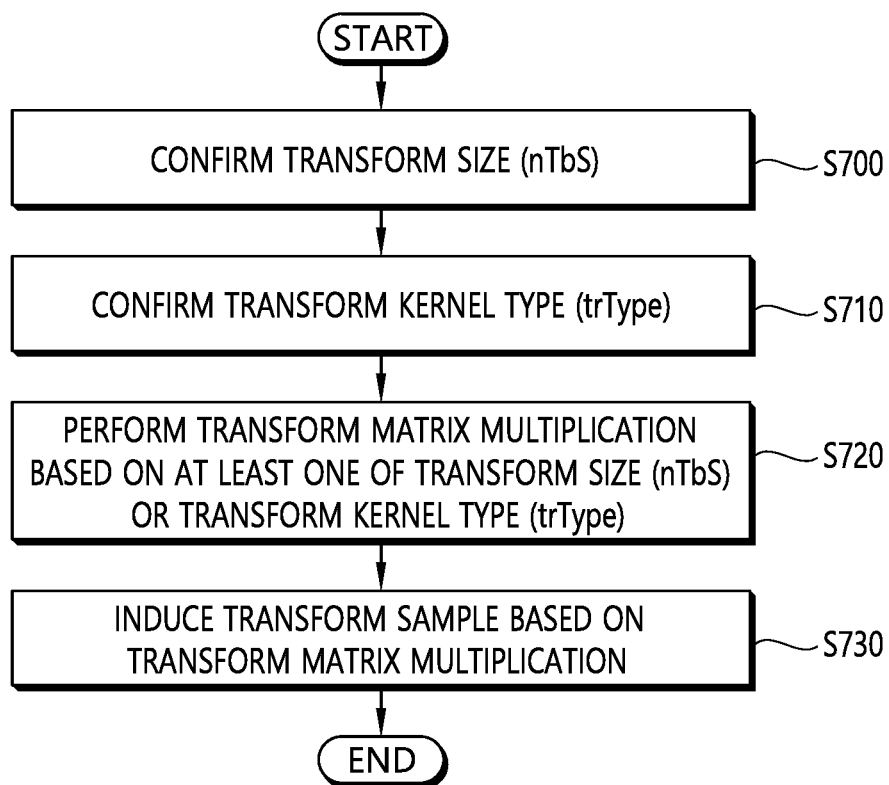 START
CONFIRM TRANSFORM SIZE (nTbS)
S700
CONFIRM TRANSFORM KERNEL TYPE (trType)
S710
PERFORM TRANSFORM MATRIX MULTIPLICATION
BASED ON AT LEAST ONE OF TRANSFORM SIZE (nTbS)
OR TRANSFORM KERNEL TYPE (trType)
S720
INDUCE TRANSFORM SAMPLE BASED ON
TRANSFORM MATRIX MULTIPLICATION
S730
END